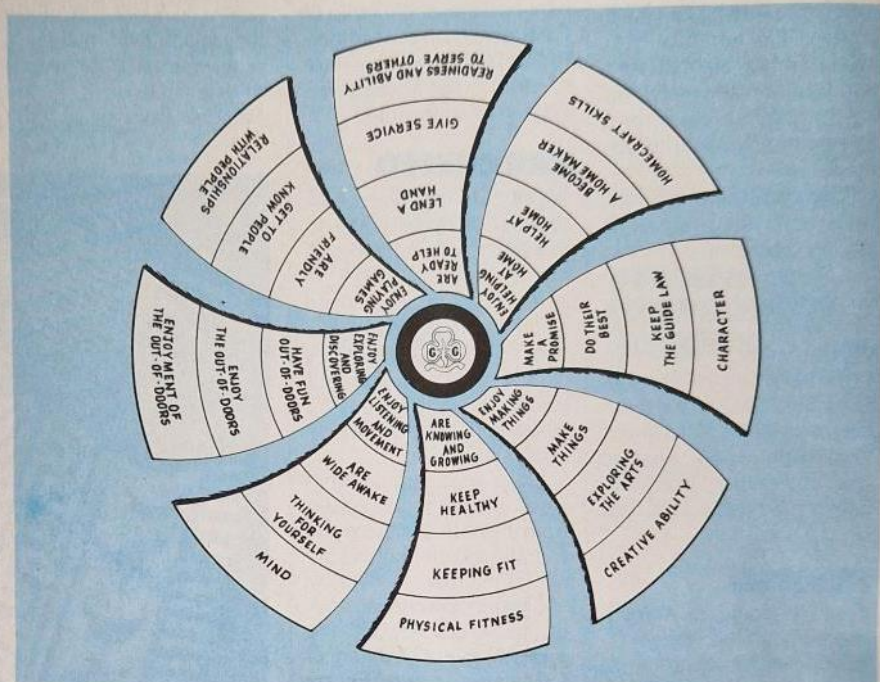 READINESS AND ABILITY
TO SERVE OTHERS
GIVE SERVICE
LEND A
HAND
ARE
READY
TO HELP
HOMECRAFT SKILLS
BECOME
A HOME MAKER
HELP AT
HOME
ENJOY
HELPING
AT
HOME
CHARACTER
KEEP
THE GUIDE LAW
DO THEIR
BEST
MAKE
A
PROMISE
CREATIVE ABILITY
EXPLORING
THE ARTS
MAKE
THINGS
ENJOY
MAKING
THINGS
PHYSICAL FITNESS
KEEPING FIT
KEEP
HEALTHY
ARE
KNOWING
AND
GROWING
MIND
THINKING
FOR
YOURSELF
ARE
WIDE AWAKE
ENJOY
LISTENING
AND
MOVEMENT
ENJOYMENT OF
THE OUT-OF-DOORS
ENJOY
THE OUT-OF-DOORS
HAVE FUN
OUT-OF-DOORS
ENJOY
EXPLORING
AND
DISCOVERING
RELATIONSHIPS
WITH PEOPLE
GET TO
KNOW PEOPLE
ARE
FRIENDLY
ENJOY
PLAYING
GAMES
G G